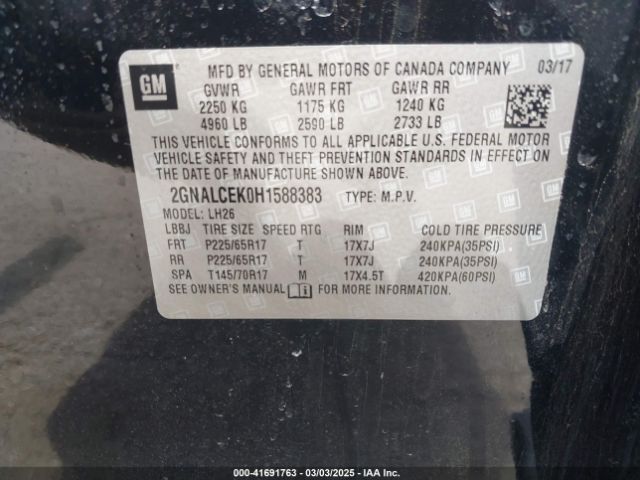 GM
MFD BY GENERAL MOTORS OF CANADA COMPANY 03/17
GVWR GAWR FRT GAWR RR
2250 KG 1175 KG 1240 KG
4960 LB 2590 LB 2733 LB
THIS VEHICLE CONFORMS TO ALL APPLICABLE U.S. FEDERAL MOTOR
VEHICLE SAFETY AND THEFT PREVENTION STANDARDS IN EFFECT ON
THE DATE OF MANUFACTURE SHOWN ABOVE.
2GNALCEK0H1588383 TYPE: M.P.V.
MODEL: LH26
LBBJ TIRE SIZE SPEED RTG RIM COLD TIRE PRESSURE
FRT P225/65R17 T 17X7J 240KPA(35PSI)
RR P225/65R17 T 17X7J 240KPA(35PSI)
SPA T145/70R17 M 17X4.5T 420KPA(60PSI)
SEE OWNER'S MANUAL FOR MORE INFORMATION.
000-41691763 - 03/03/2025 - IAA Inc.